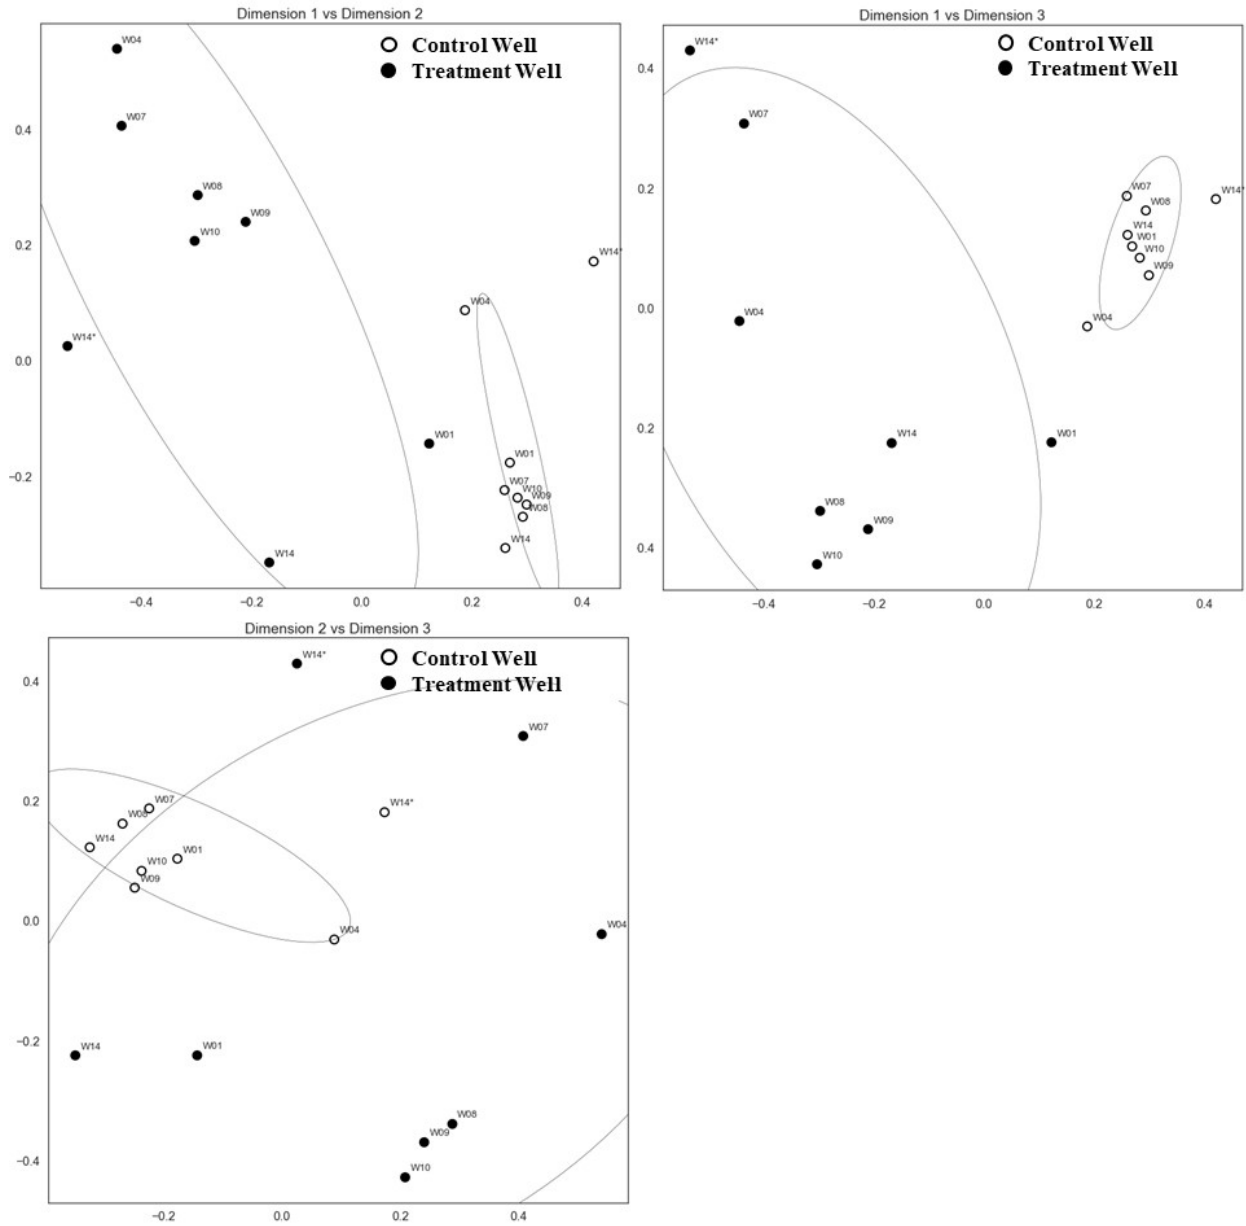 Dimension 1 vs Dimension 2
Control Well
Treatment Well
W04
W07
W08
W09
W10
W14*
W14*
W04
W01
W01
W07
W10
W09
W08
W14
W14
0.4
0.2
0.0
−0.2
−0.4
−0.2
0.0
0.2
0.4
Dimension 1 vs Dimension 3
Control Well
Treatment Well
W14*
W07
W07
W14*
W08
W14
W01
W10
W09
W04
W04
W14
W01
W08
W09
W10
0.4
0.2
0.0
0.2
0.4
−0.4
−0.2
0.0
0.2
0.4
Dimension 2 vs Dimension 3
Control Well
Treatment Well
W14*
W07
W07
W14*
W08
W14
W01
W10
W09
W04
W04
W14
W01
W08
W09
W10
0.4
0.2
0.0
−0.2
−0.4
−0.2
0.0
0.2
0.4